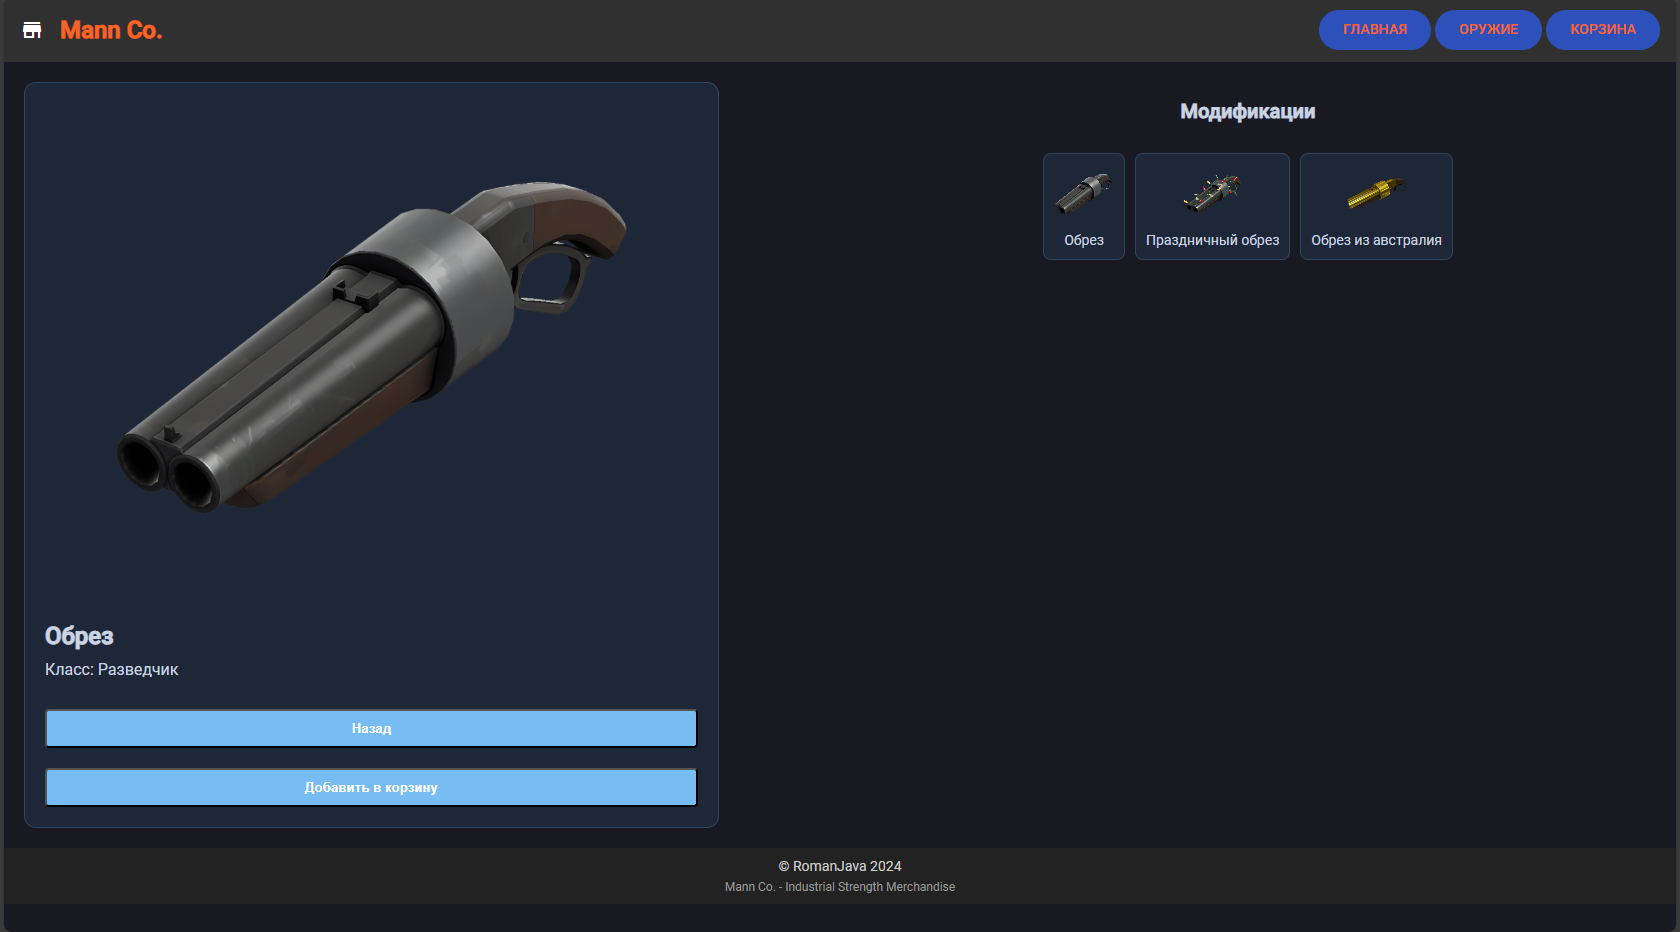 Mann Co.
ГЛАВНАЯ
ОРУЖИЕ
КОРЗИНА
Обрез
Класс: Разведчик
Назад
Добавить в корзину
Модификации
Обрез
Праздничный обрез
Обрез из австралия
© RomanJava 2024
Mann Co. - Industrial Strength Merchandise